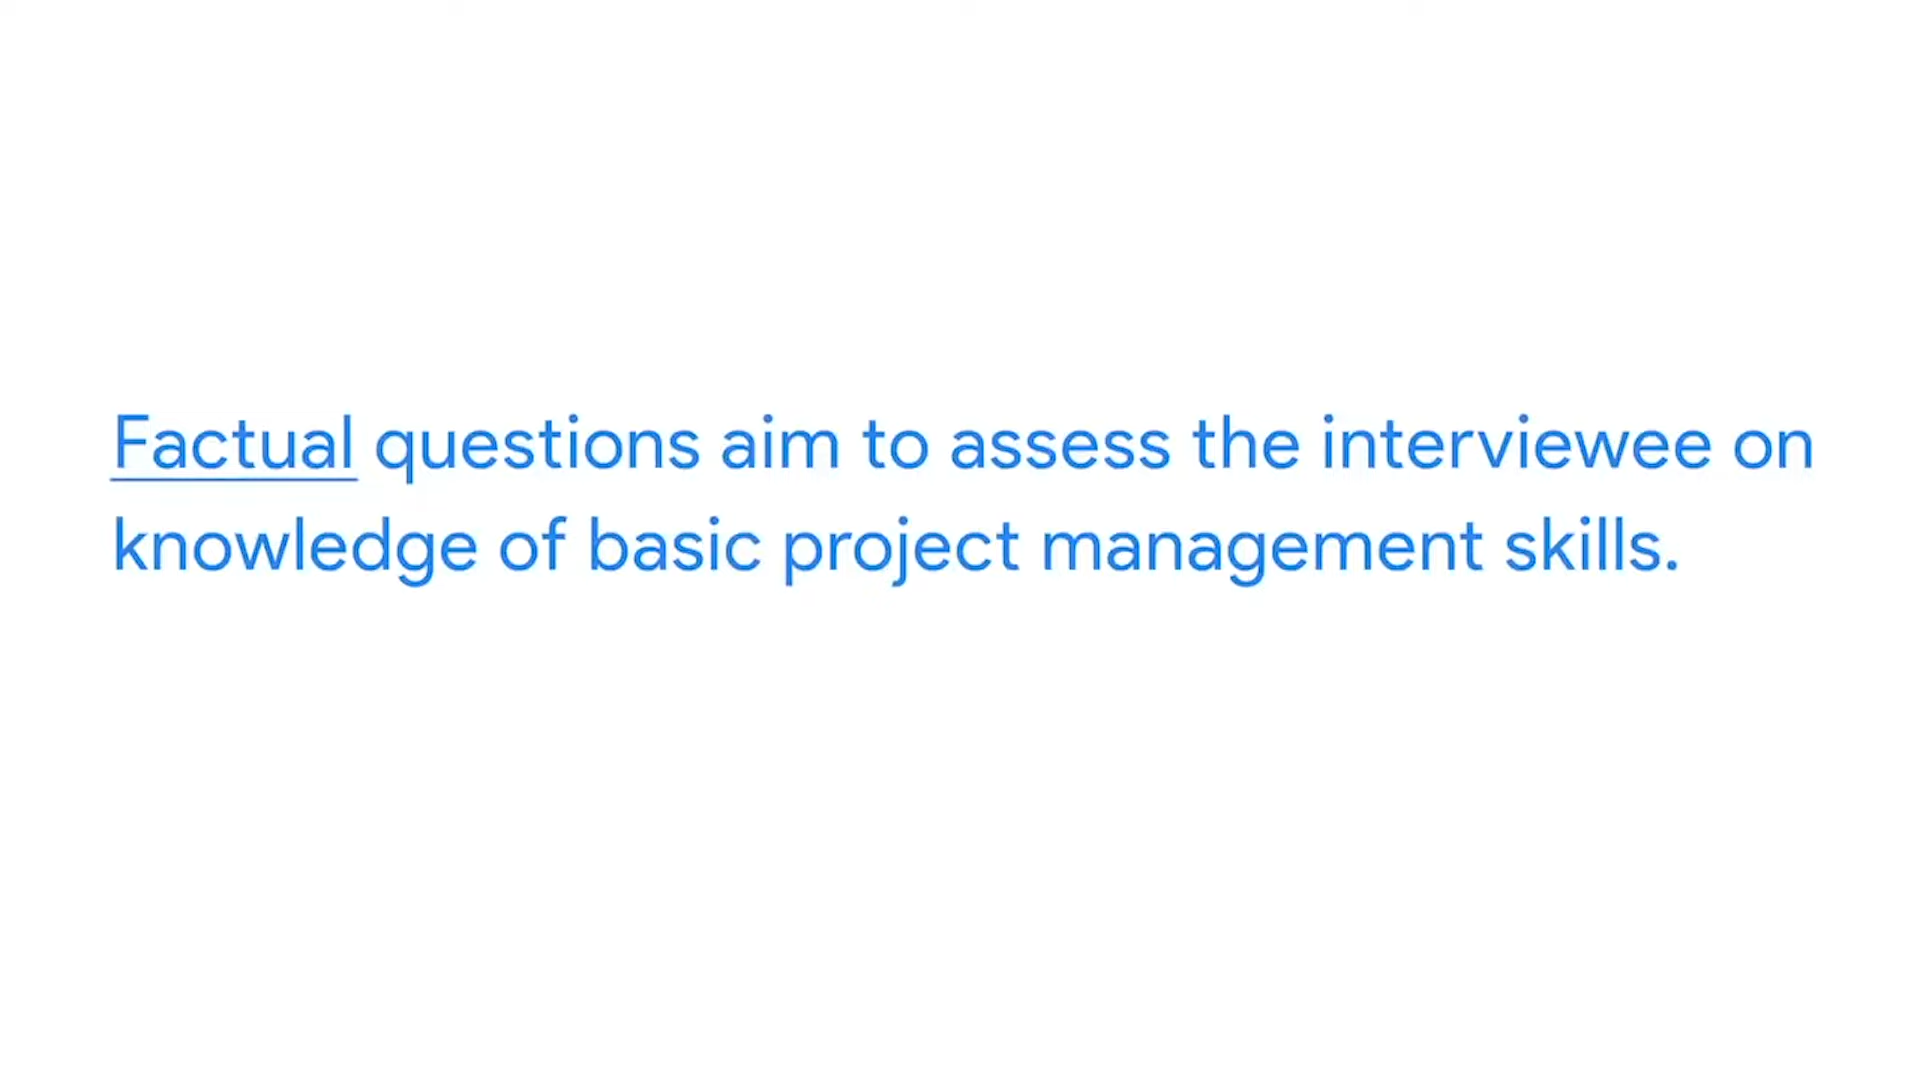 Factual questions aim to assess the interviewee on
knowledge of basic project management skills.